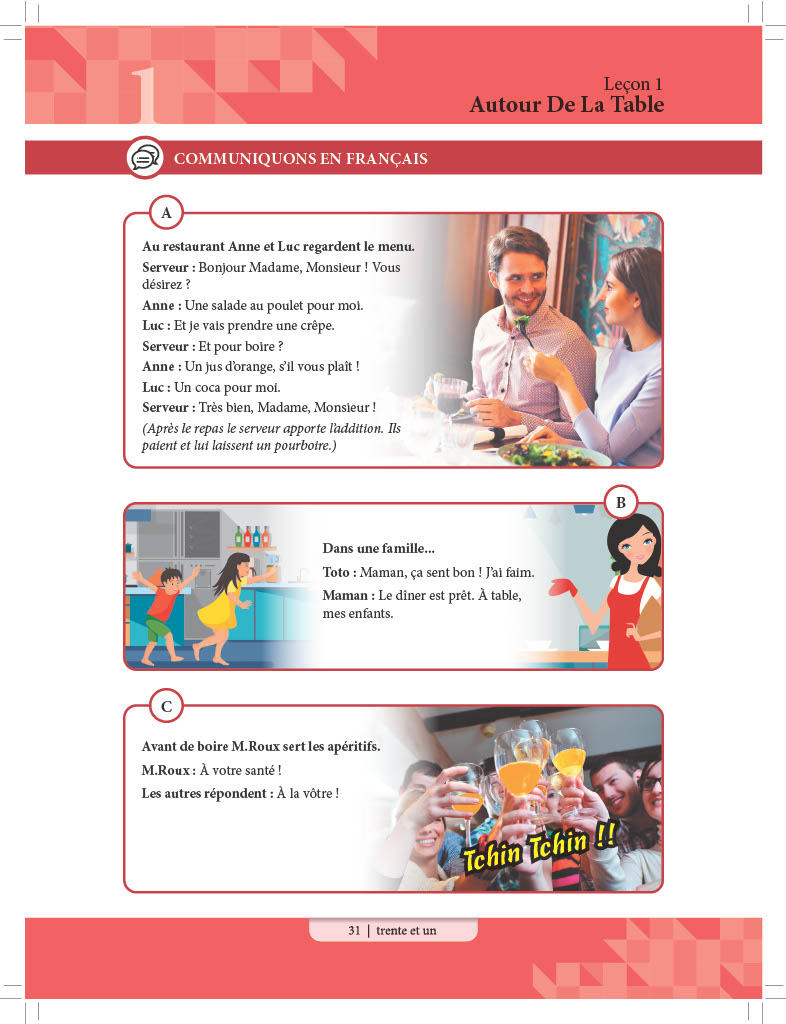 1
Leçon 1
Autour De La Table
COMMUNIQUONS EN FRANÇAIS
A
Au restaurant Anne et Luc regardent le menu.
Serveur : Bonjour Madame, Monsieur ! Vous
désirez ?
Anne : Une salade au poulet pour moi.
Luc : Et je vais prendre une crêpe.
Serveur : Et pour boire ?
Anne : Un jus d’orange, s’il vous plaît !
Luc : Un coca pour moi.
Serveur : Très bien, Madame, Monsieur !
(Après le repas le serveur apporte l’addition. Ils
paient et lui laissent un pourboire.)
B
Dans une famille...
Toto : Maman, ça sent bon ! J’ai faim.
Maman : Le dîner est prêt. À table,
mes enfants.
C
Avant de boire M.Roux sert les apéritifs.
M.Roux : À votre santé !
Les autres répondent : À la vôtre !
Tchin Tchin !!
31 | trente et un